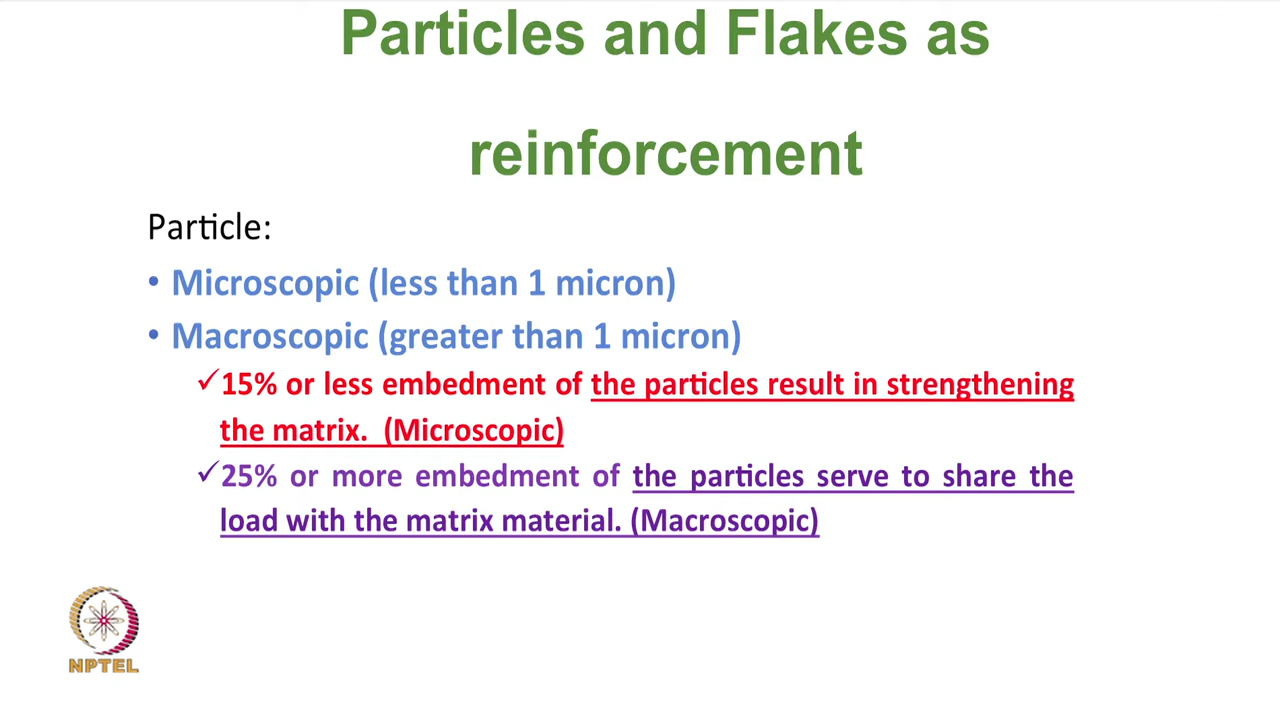 Particles and Flakes as
reinforcement
Particle:
• Microscopic (less than 1 micron)
• Macroscopic (greater than 1 micron)
✓15% or less embedment of the particles result in strengthening
the matrix. (Microscopic)
✓25% or more embedment of the particles serve to share the
load with the matrix material. (Macroscopic)
NPTEL